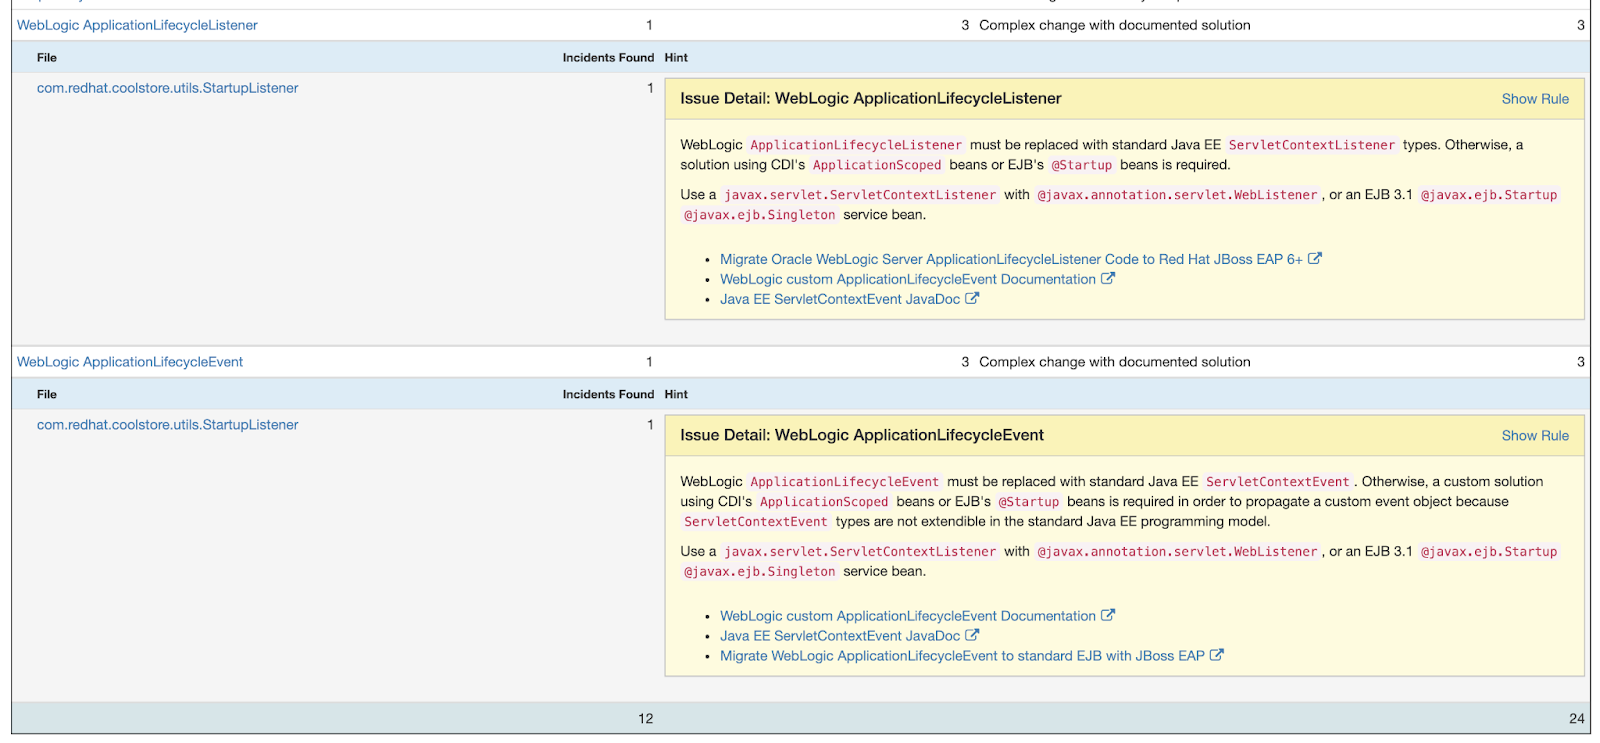 WebLogic ApplicationLifecycleListener 1 3 Complex change with documented solution 3
File Incidents Found Hint
com.redhat.coolstore.utils.StartupListener 1
Issue Detail: WebLogic ApplicationLifecycleListener Show Rule
WebLogic ApplicationLifecycleListener must be replaced with standard Java EE ServletContextListener types. Otherwise, a
solution using CDI's ApplicationScoped beans or EJB's @Startup beans is required.
Use a javax.servlet.ServletContextListener with @javax.annotation.servlet.WebListener , or an EJB 3.1 @javax.ejb.Startup
@javax.ejb.Singleton service bean.
• Migrate Oracle WebLogic Server ApplicationLifecycleListener Code to Red Hat JBoss EAP 6+
• WebLogic custom ApplicationLifecycleEvent Documentation
• Java EE ServletContextEvent JavaDoc
WebLogic ApplicationLifecycleEvent 1 3 Complex change with documented solution 3
File Incidents Found Hint
com.redhat.coolstore.utils.StartupListener 1
Issue Detail: WebLogic ApplicationLifecycleEvent Show Rule
WebLogic ApplicationLifecycleEvent must be replaced with standard Java EE ServletContextEvent . Otherwise, a custom solution
using CDI's ApplicationScoped beans or EJB's @Startup beans is required in order to propagate a custom event object because
ServletContextEvent types are not extendible in the standard Java EE programming model.
Use a javax.servlet.ServletContextListener with @javax.annotation.servlet.WebListener , or an EJB 3.1 @javax.ejb.Startup
@javax.ejb.Singleton service bean.
• WebLogic custom ApplicationLifecycleEvent Documentation
• Java EE ServletContextEvent JavaDoc
• Migrate WebLogic ApplicationLifecycleEvent to standard EJB with JBoss EAP
12 24